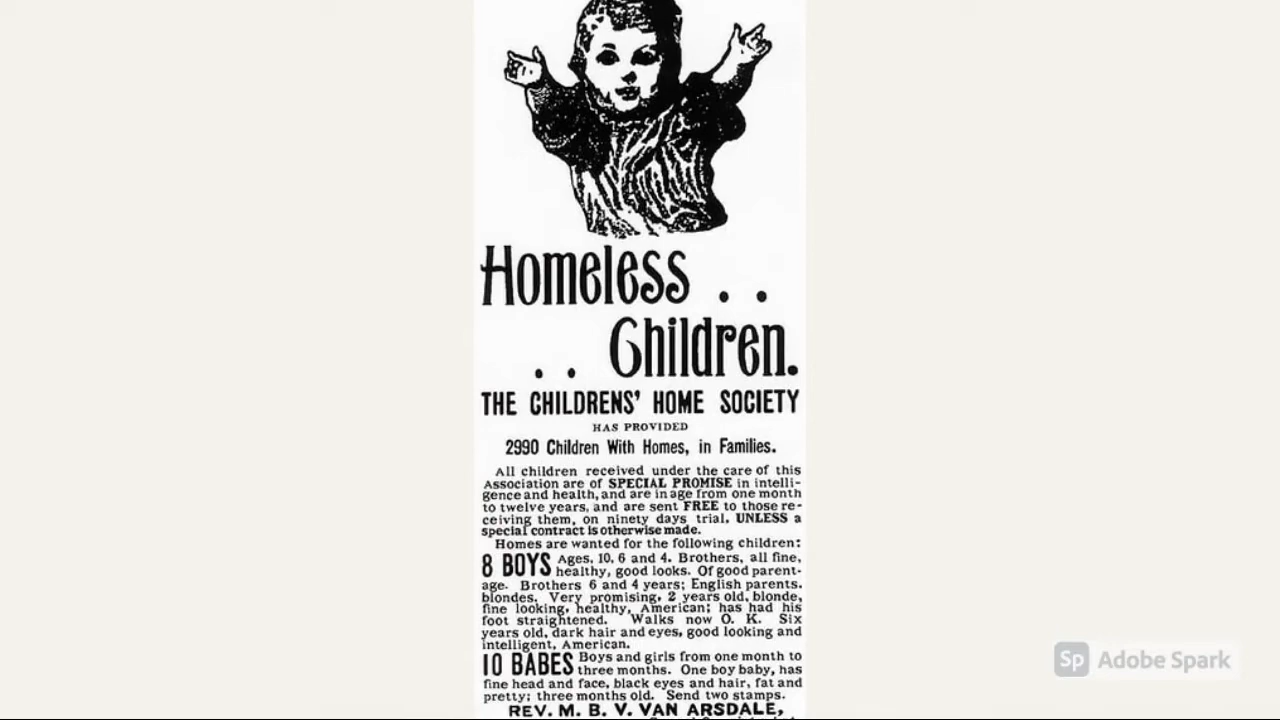 Homeless . .
. . Children.
THE CHILDRENS' HOME SOCIETY
HAS PROVIDED
2990 Children With Homes, in Families.
All children received under the care of this
Association are of SPECIAL PROMISE in intelli-
gence and health, and are in age from one month
to twelve years, and are sent FREE to those re-
ceiving them, on ninety days trial, UNLESS a
special contract is otherwise made.
Homes are wanted for the following children:
8 BOYS Ages, 10, 6 and 4. Brothers, all fine,
healthy, good looks. Of good parent-
age. Brothers 6 and 4 years; English parents.
blondes. Very promising, 2 years old, blonde,
fine looking, healthy, American; has had his
foot straightened. Walks now O. K. Six
years old, dark hair and eyes, good looking and
intelligent, American.
10 BABES Boys and girls from one month to
three months. One boy baby, has
fine head and face, black eyes and hair, fat and
pretty; three months old. Send two stamps.
REV. M. B. V. VAN ARSDALE,
Sp Adobe Spark